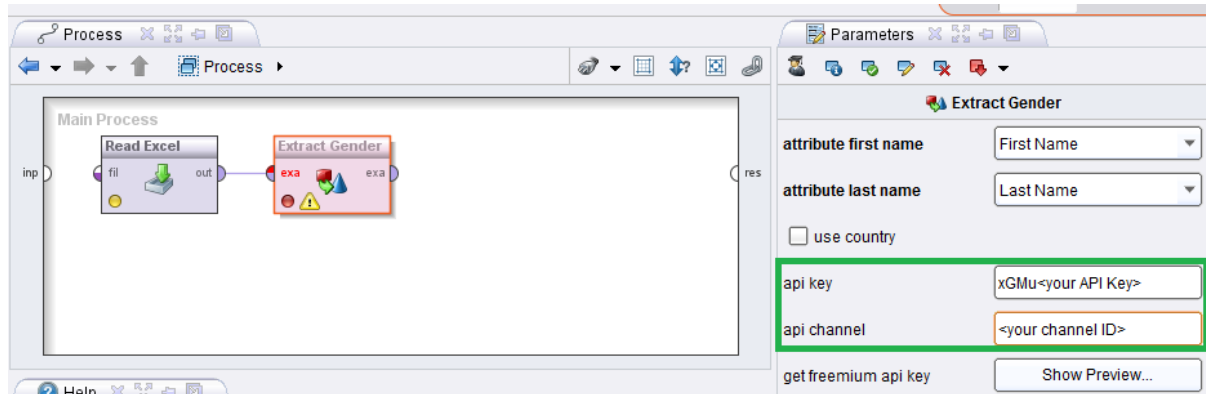 Process
Process
Main Process
Read Excel
Extract Gender
inp
fil
out
exa
exa
res
Help
Parameters
Extract Gender
attribute first name
First Name
attribute last name
Last Name
use country
api key
xGMu<your API Key>
api channel
<your channel ID>
get freemium api key
Show Preview...